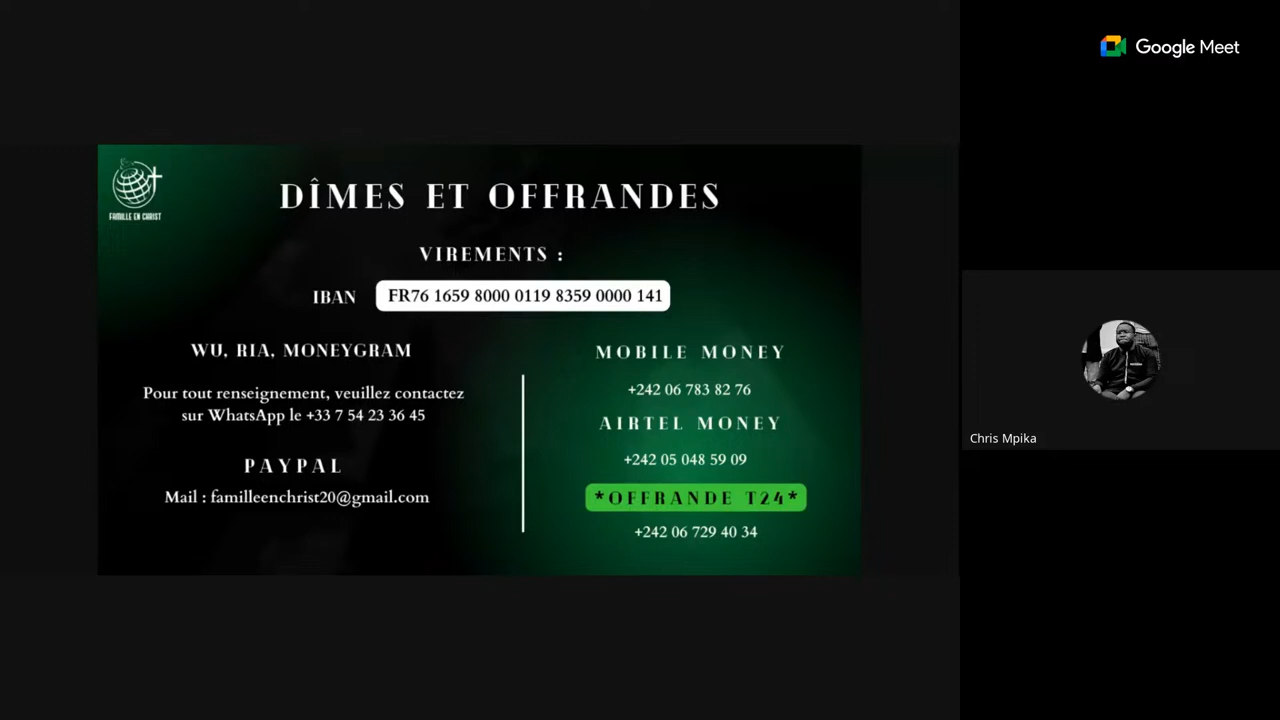 Google Meet
FAMILLE EN CHRIST
DÎMES ET OFFRANDES
VIREMENTS :
IBAN FR76 1659 8000 0119 8359 0000 141
WU, RIA, MONEYGRAM
Pour tout renseignement, veuillez contactez
sur WhatsApp le +33 7 54 23 36 45
PAYPAL
Mail : familleenchrist20@gmail.com
MOBILE MONEY
+242 06 783 82 76
AIRTEL MONEY
+242 05 048 59 09
*OFFRANDE T24*
+242 06 729 40 34
Chris Mpika